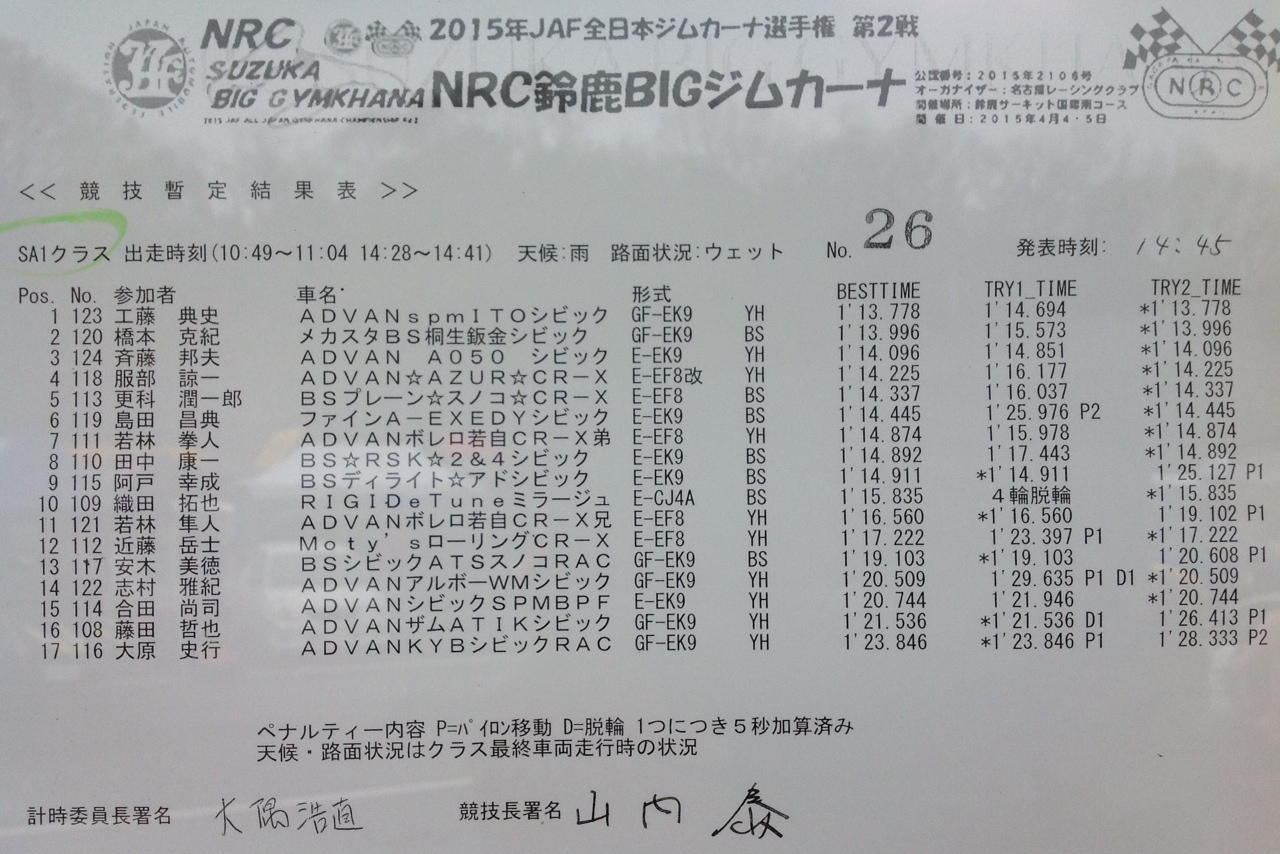 NRC
SUZUKA
BIG GYMKHANA
2015 JAF ALL JAPAN GYMKHANA CHAMPIONSHIP Rd.2
JAPAN AUTOMOBILE FEDERATION
2015年JAF全日本ジムカーナ選手権 第2戦
NRC鈴鹿BIGジムカーナ
公認番号:2015年2106号
オーガナイザー:名古屋レーシングクラブ
開催場所:鈴鹿サーキット国際南コース
開催日:2015年4月4・5日
NRC
<< 競技暫定結果表 >>
SA1クラス 出走時刻(10:49～11:04 14:28～14:41) 天候:雨 路面状況:ウェット No. 26 発表時刻: 14:45
Pos. No. 参加者 車名 形式 BESTTIME TRY1_TIME TRY2_TIME
1 123 工藤 典史 ADVANspmITOシビック GF-EK9 YH 1'13.778 1'14.694 *1'13.778
2 120 橋本 克紀 メカスタBS桐生鈑金シビック GF-EK9 BS 1'13.996 1'15.573 *1'13.996
3 124 斉藤 邦夫 ADVAN A050 シビック E-EK9 YH 1'14.096 1'14.851 *1'14.096
4 118 服部 諒一 ADVAN☆AZUR☆CR-X E-EF8改 YH 1'14.225 1'16.177 *1'14.225
5 113 更科 潤一郎 BSプレーン☆スノコ☆CR-X E-EF8 BS 1'14.337 1'16.037 *1'14.337
6 119 島田 昌典 ファインA-EXEDYシビック E-EK9 BS 1'14.445 1'25.976 P2 *1'14.445
7 111 若林 拳人 ADVANボレロ若自CR-X弟 E-EF8 YH 1'14.874 1'15.978 *1'14.874
8 110 田中 康一 BS☆RSK☆2&4シビック E-EK9 BS 1'14.892 1'17.443 *1'14.892
9 115 阿戸 幸成 BSディライト☆アドシビック E-EK9 BS 1'14.911 *1'14.911 1'25.127 P1
10 109 織田 拓也 RIGIDeTuneミラージュ E-CJ4A BS 1'15.835 4輪脱輪 *1'15.835
11 121 若林 隼人 ADVANボレロ若自CR-X兄 E-EF8 YH 1'16.560 *1'16.560 1'19.102 P1
12 112 近藤 岳士 Moty'sローリングCR-X E-EF8 YH 1'17.222 1'23.397 P1 *1'17.222
13 117 安木 美徳 BSシビックATSスノコRAC GF-EK9 BS 1'19.103 *1'19.103 1'20.608 P1
14 122 志村 雅紀 ADVANアルボーWMシビック GF-EK9 YH 1'20.509 1'29.635 P1 D1 *1'20.509
15 114 合田 尚司 ADVANシビックSPMBPF E-EK9 YH 1'20.744 1'21.946 *1'20.744
16 108 藤田 哲也 ADVANザムATIKシビック GF-EK9 YH 1'21.536 *1'21.536 D1 1'26.413 P1
17 116 大原 史行 ADVANKYBシビックRAC GF-EK9 YH 1'23.846 *1'23.846 P1 1'28.333 P2
ペナルティー内容 P=ﾊﾟｲﾛﾝ移動 D=脱輪 1つにつき5秒加算済み
天候・路面状況はクラス最終車両走行時の状況
計時委員長署名 大隅浩直 競技長署名 山内 泰